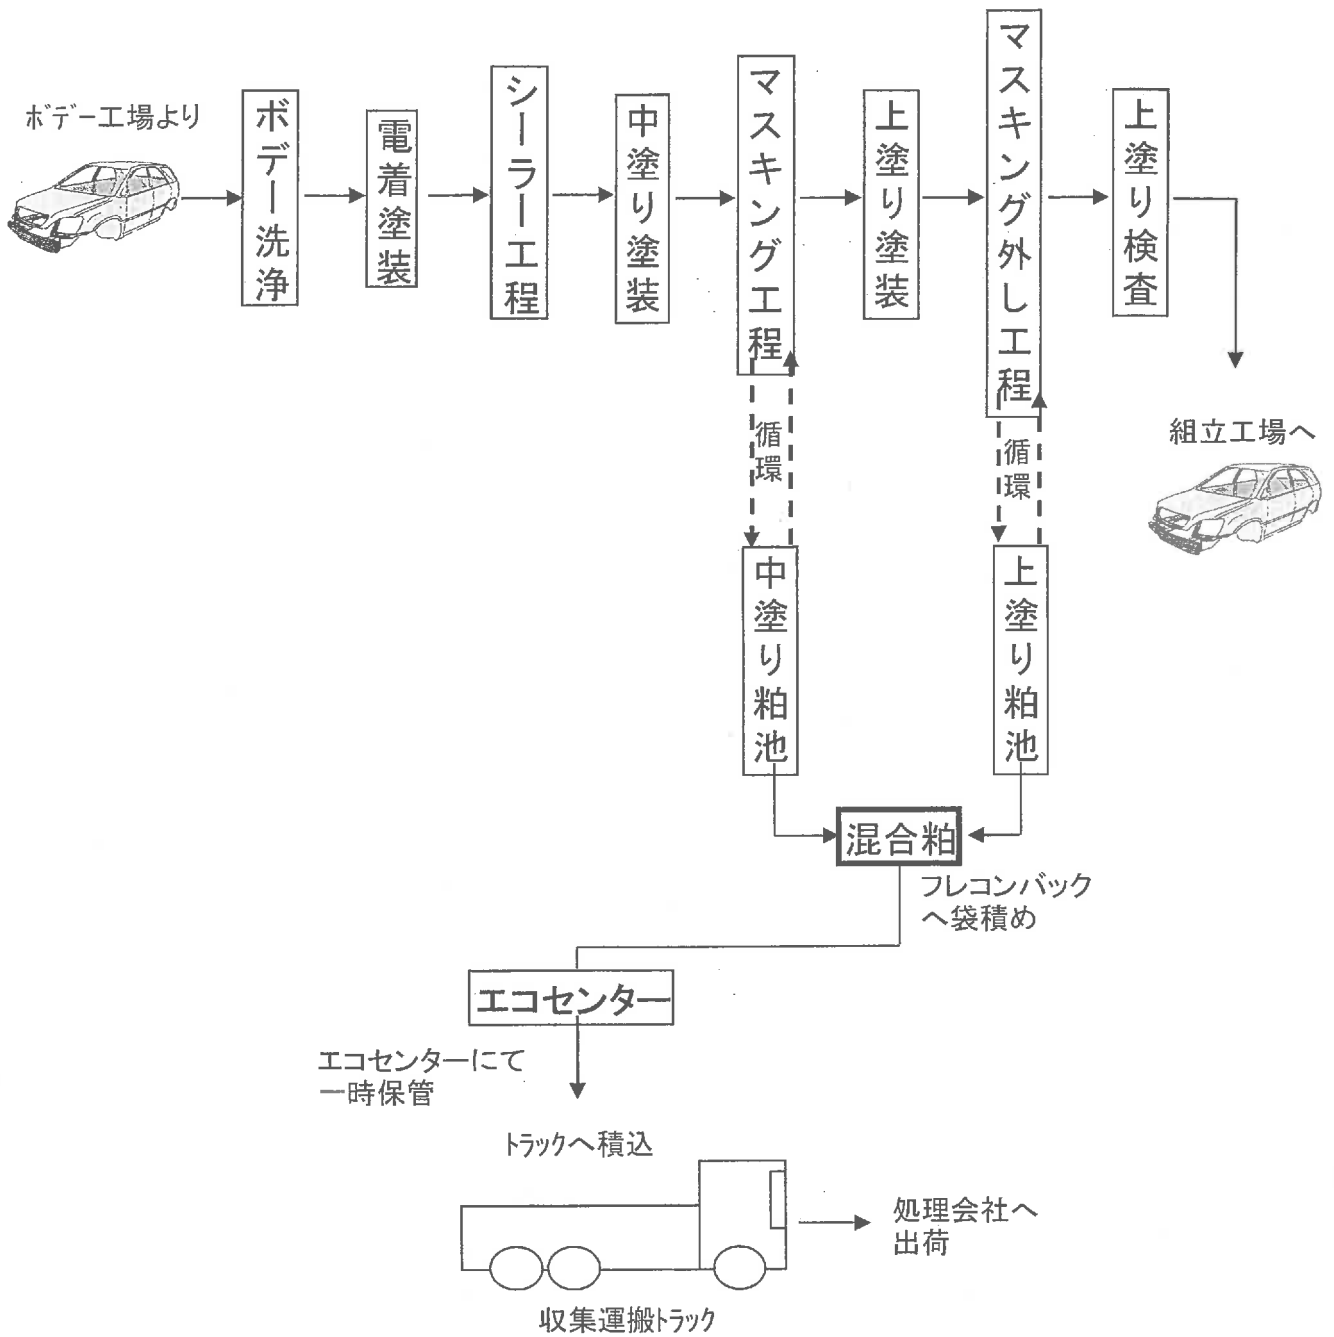 ﾎﾞﾃﾞｰ工場より
ボデー洗浄
電着塗装
シーラー工程
中塗り塗装
マスキング工程
上塗り塗装
マスキング外し工程
上塗り検査
組立工場へ
循環
循環
中塗り粕池
上塗り粕池
混合粕
フレコンバック
へ袋積め
エコセンター
エコセンターにて
一時保管
ﾄﾗｯｸへ積込
処理会社へ
出荷
収集運搬ﾄﾗｯｸ